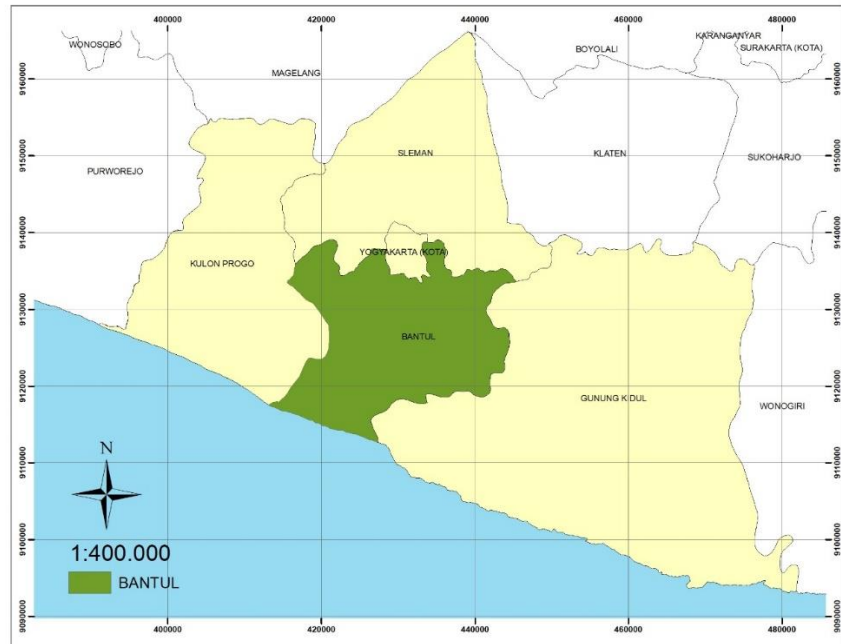 400000 420000 440000 460000 480000
WONOSOBO
BOYOLALI
KARANGANYAR
SURAKARTA (KOTA)
MAGELANG
9160000 9160000
SLEMAN
KLATEN
SUKOHARJO
9150000 9150000
PURWOREJO
9140000 9140000
YOGYAKARTA (KOTA)
KULON PROGO
9130000 9130000
BANTUL
9120000 9120000
GUNUNG KIDUL
WONOGIRI
9110000 9110000
N
1:400.000
9100000 9100000
BANTUL
9090000 9090000
400000 420000 440000 460000 480000